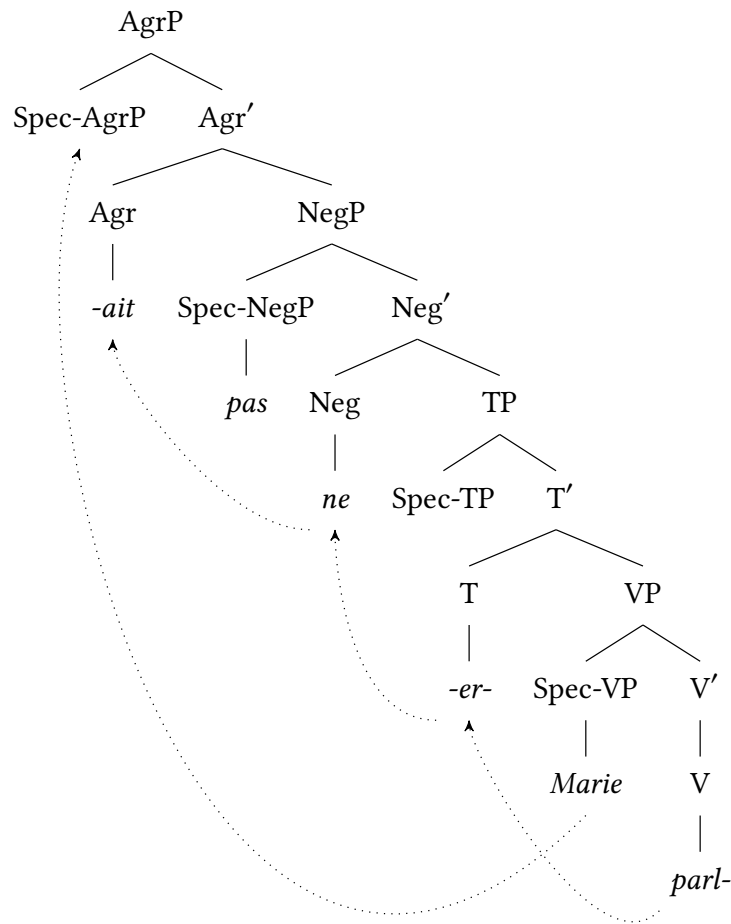 AgrP
Spec-AgrP Agr′
Agr NegP
-ait Spec-NegP Neg′
pas Neg TP
ne Spec-TP T′
T VP
-er- Spec-VP V′
Marie V
parl-